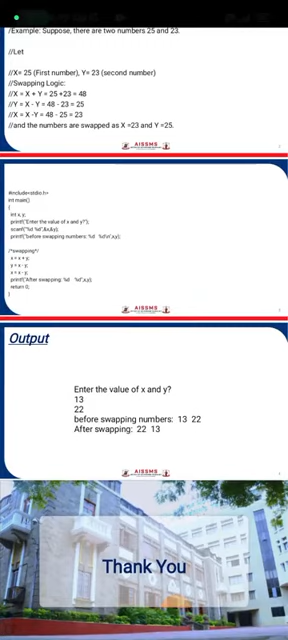 /Example: Suppose, there are two numbers 25 and 23.
//Let
//X= 25 (First number), Y= 23 (second number)
//Swapping Logic:
//X = X + Y = 25 +23 = 48
//Y = X - Y = 48 - 23 = 25
//X = X -Y = 48 - 25 = 23
//and the numbers are swapped as X =23 and Y =25.
AISSMS
#include<stdio.h>
int main()
{
int x, y;
printf("Enter the value of x and y?");
scanf("%d %d",&x,&y);
printf("before swapping numbers: %d %d\n",x,y);
/*swapping*/
x = x + y;
y = x - y;
x = x - y;
printf("After swapping: %d %d",x,y);
return 0;
}
AISSMS
Output
Enter the value of x and y?
13
22
before swapping numbers: 13 22
After swapping: 22 13
AISSMS
Thank You